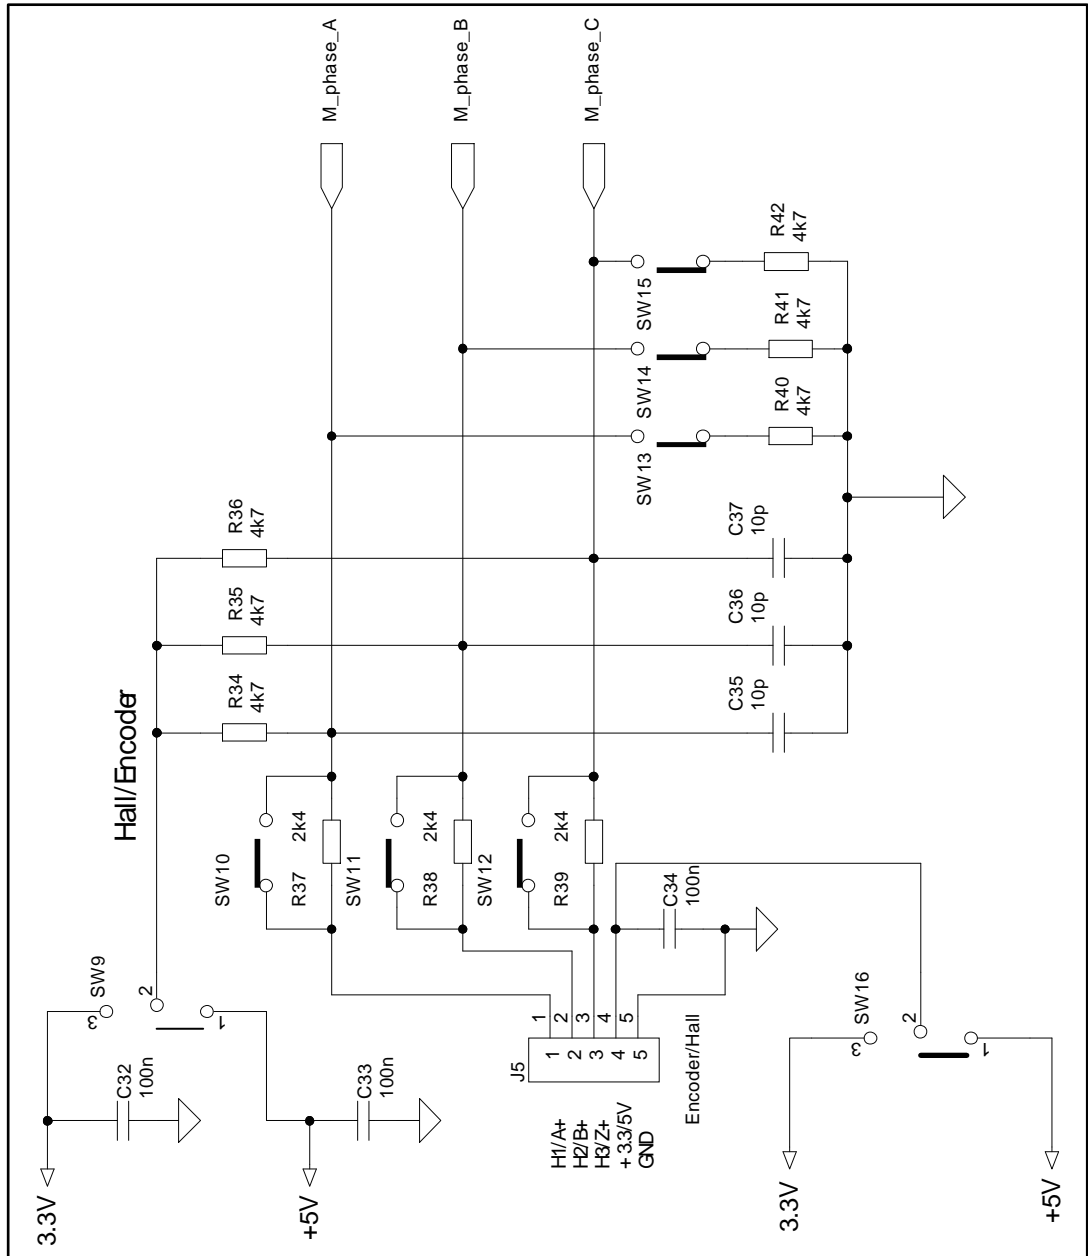 Hall/Encoder
M_phase_A
M_phase_B
M_phase_C
R34
4k7
R35
4k7
R36
4k7
SW10
R37
2k4
SW11
R38
2k4
SW12
R39
2k4
SW13
SW14
SW15
R40
4k7
R41
4k7
R42
4k7
C35
10p
C36
10p
C37
10p
C34
100n
SW9
3
2
1
3.3V
C32
100n
+5V
C33
100n
J5
1 1
2 2
3 3
4 4
5 5
H1/A+
H2/B+
H3/Z+
+3.3/5V
GND
Encoder/Hall
SW16
3
2
1
3.3V
+5V